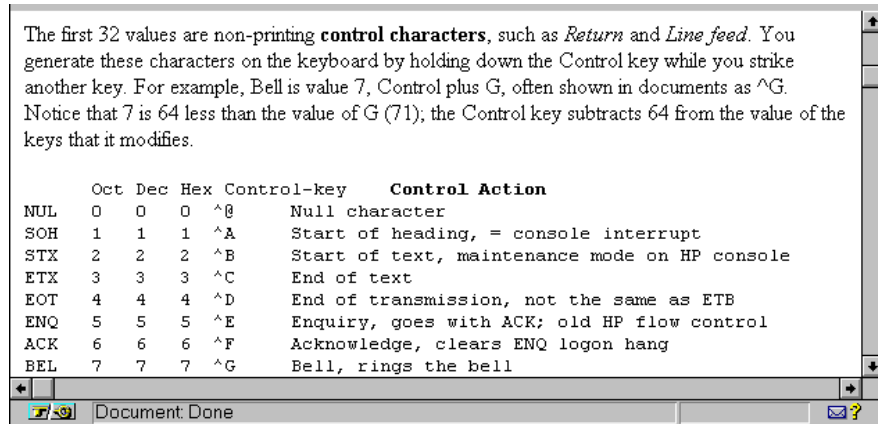 The first 32 values are non-printing control characters, such as Return and Line feed. You
generate these characters on the keyboard by holding down the Control key while you strike
another key. For example, Bell is value 7, Control plus G, often shown in documents as ^G.
Notice that 7 is 64 less than the value of G (71); the Control key subtracts 64 from the value of the
keys that it modifies.
Oct Dec Hex Control-key Control Action
NUL 0 0 0 ^@ Null character
SOH 1 1 1 ^A Start of heading, = console interrupt
STX 2 2 2 ^B Start of text, maintenance mode on HP console
ETX 3 3 3 ^C End of text
EOT 4 4 4 ^D End of transmission, not the same as ETB
ENQ 5 5 5 ^E Enquiry, goes with ACK; old HP flow control
ACK 6 6 6 ^F Acknowledge, clears ENQ logon hang
BEL 7 7 7 ^G Bell, rings the bell
Document: Done